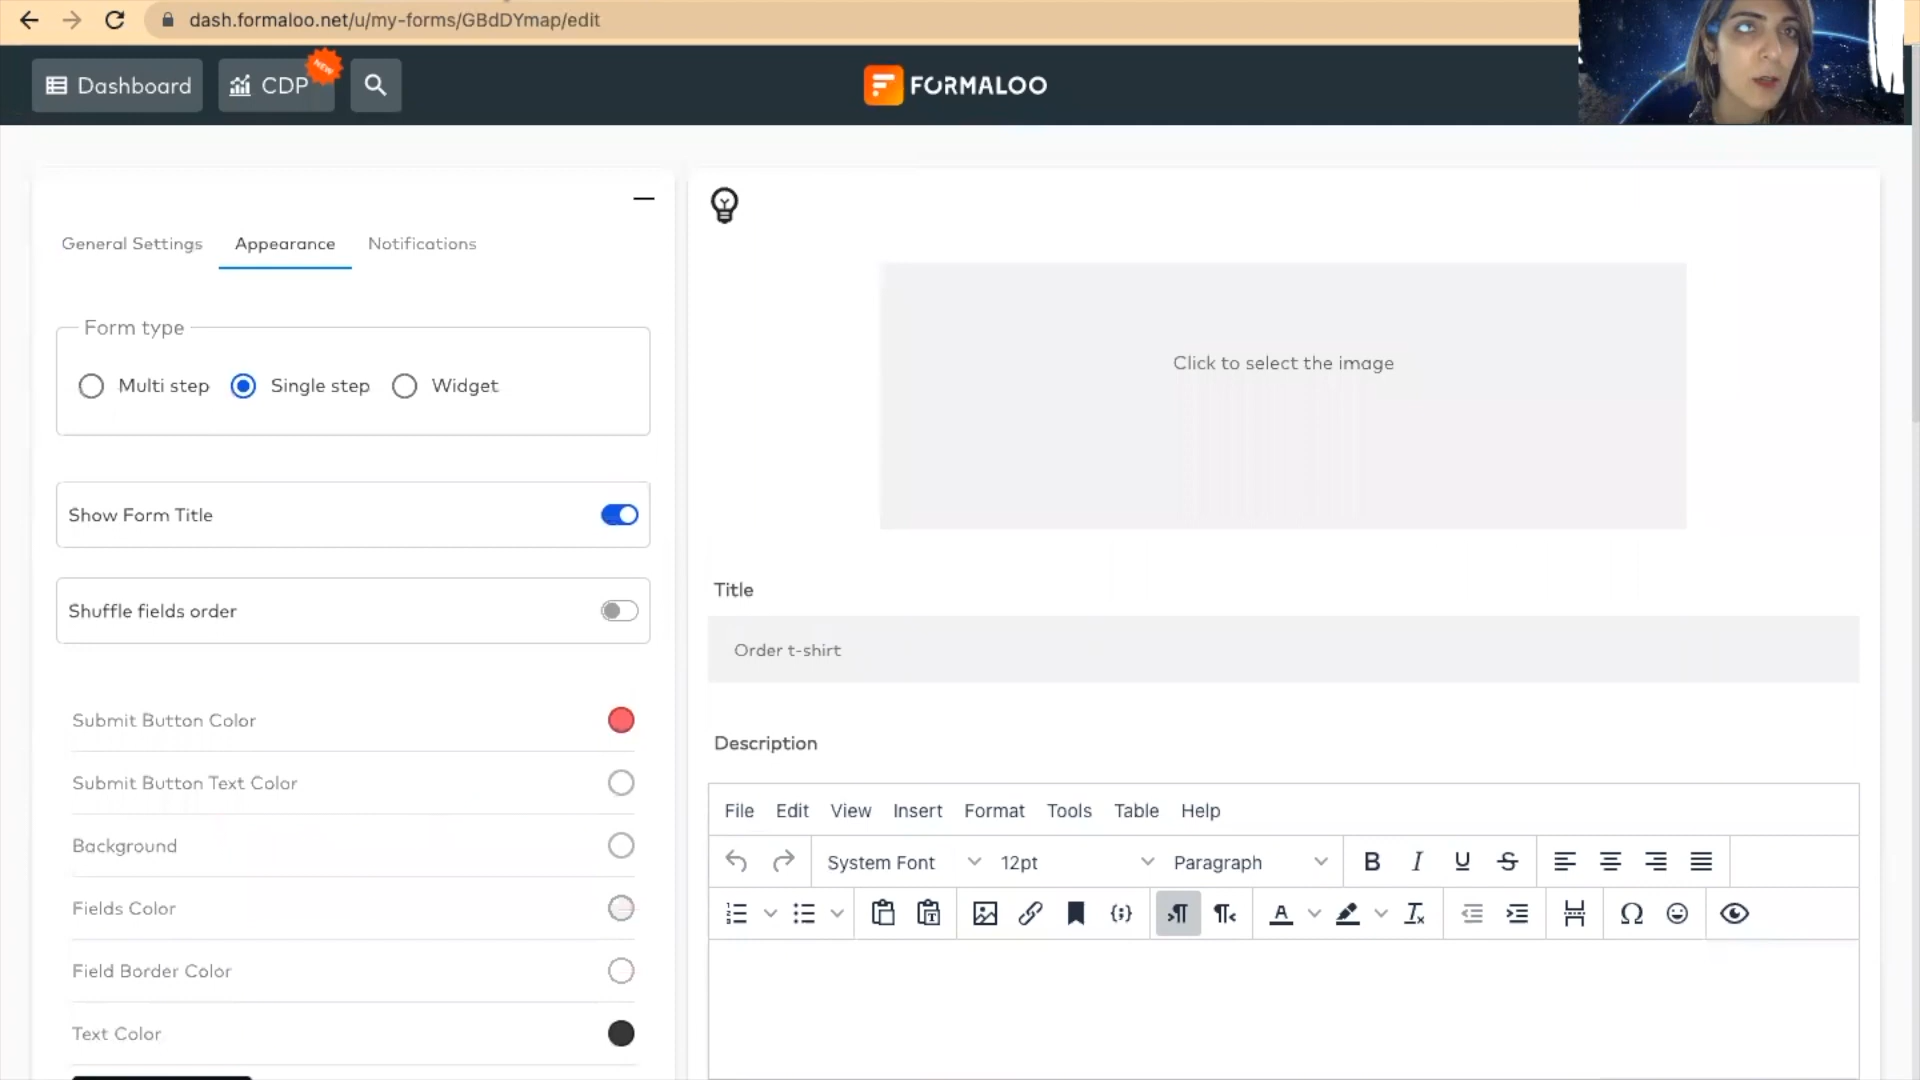 dash.formaloo.net/u/my-forms/GBdDYmap/edit
Dashboard
CDP
NEW
FORMALOO
General Settings
Appearance
Notifications
Form type
Multi step
Single step
Widget
Show Form Title
Shuffle fields order
Submit Button Color
Submit Button Text Color
Background
Fields Color
Field Border Color
Text Color
Click to select the image
Title
Order t-shirt
Description
File Edit View Insert Format Tools Table Help
System Font 12pt Paragraph B I U S
A